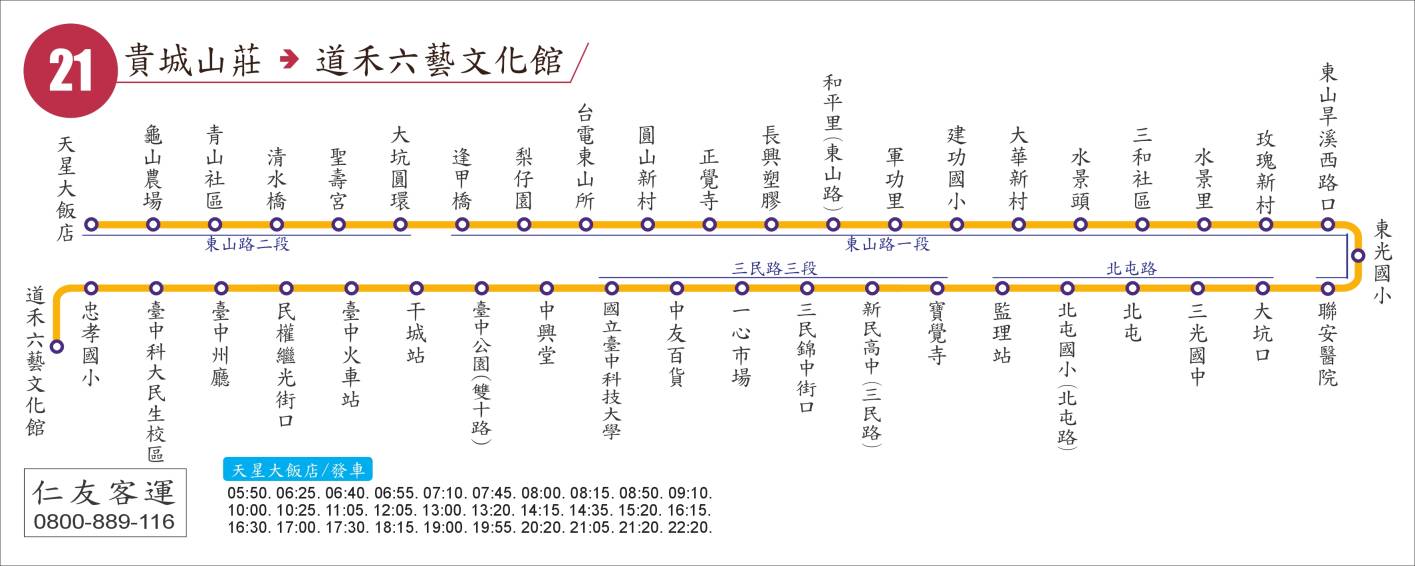 21
貴城山莊 ➔ 道禾六藝文化館
天星大飯店
龜山農場
青山社區
清水橋
聖壽宮
大坑圓環
逢甲橋
梨仔園
台電東山所
圓山新村
正覺寺
長興塑膠
和平里(東山路)
軍功里
建功國小
大華新村
水景頭
三和社區
水景里
玫瑰新村
東山旱溪西路口
東光國小
東山路二段
東山路一段
三民路三段
北屯路
聯安醫院
大坑口
三光國中
北屯
北屯國小(北屯路)
監理站
寶覺寺
新民高中(三民路)
三民錦中街口
一心市場
中友百貨
國立臺中科技大學
中興堂
臺中公園(雙十路)
干城站
臺中火車站
民權繼光街口
臺中州廳
臺中科大民生校區
忠孝國小
道禾六藝文化館
仁友客運
0800-889-116
天星大飯店/發車
05:50. 06:25. 06:40. 06:55. 07:10. 07:45. 08:00. 08:15. 08:50. 09:10.
10:00. 10:25. 11:05. 12:05. 13:00. 13:20. 14:15. 14:35. 15:20. 16:15.
16:30. 17:00. 17:30. 18:15. 19:00. 19:55. 20:20. 21:05. 21:20. 22:20.